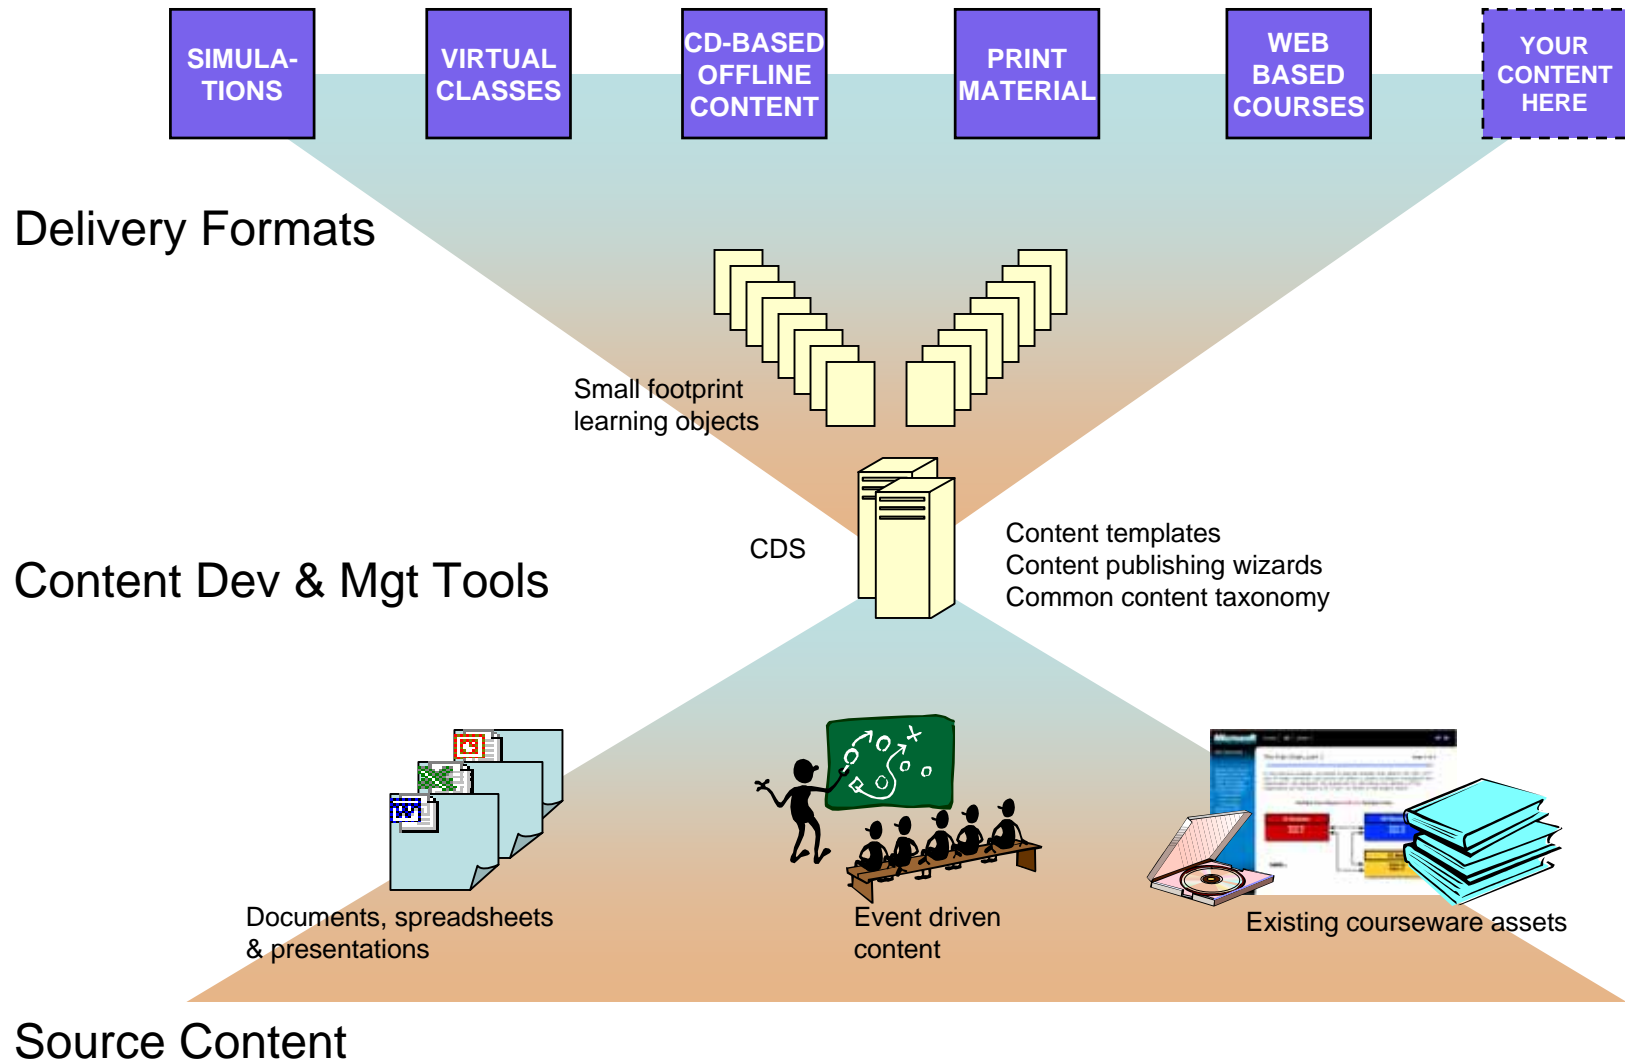 SIMULA-
TIONS
VIRTUAL
CLASSES
CD-BASED
OFFLINE
CONTENT
PRINT
MATERIAL
WEB
BASED
COURSES
YOUR
CONTENT
HERE
Delivery Formats
Small footprint
learning objects
CDS
Content templates
Content publishing wizards
Common content taxonomy
Content Dev & Mgt Tools
Documents, spreadsheets
& presentations
Event driven
content
Microsoft
Existing courseware assets
Source Content